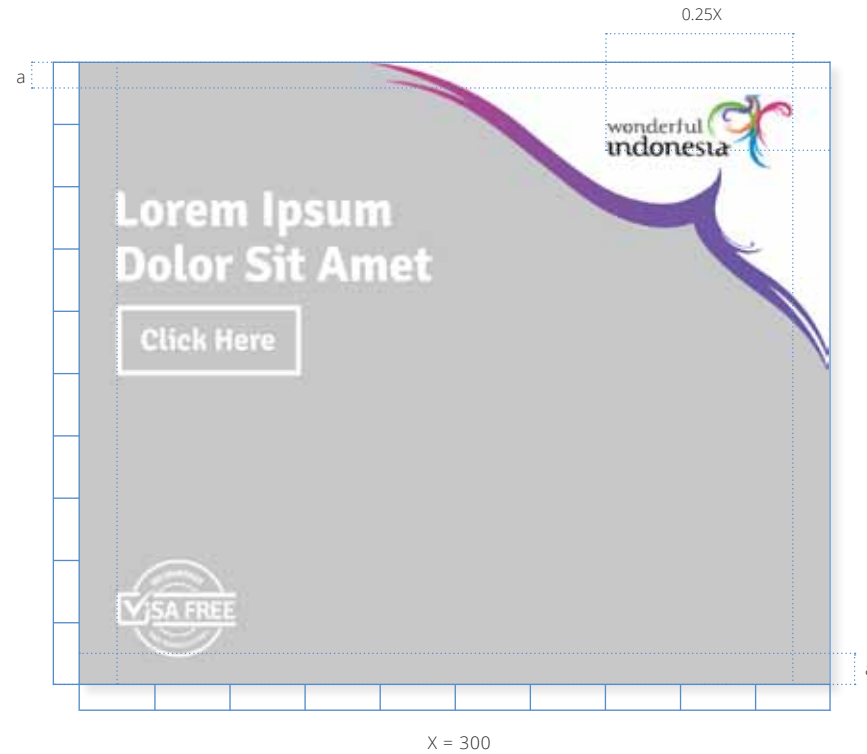 0.25X
a
wonderful
indonesia
Lorem Ipsum
Dolor Sit Amet
Click Here
VISA FREE
X = 300